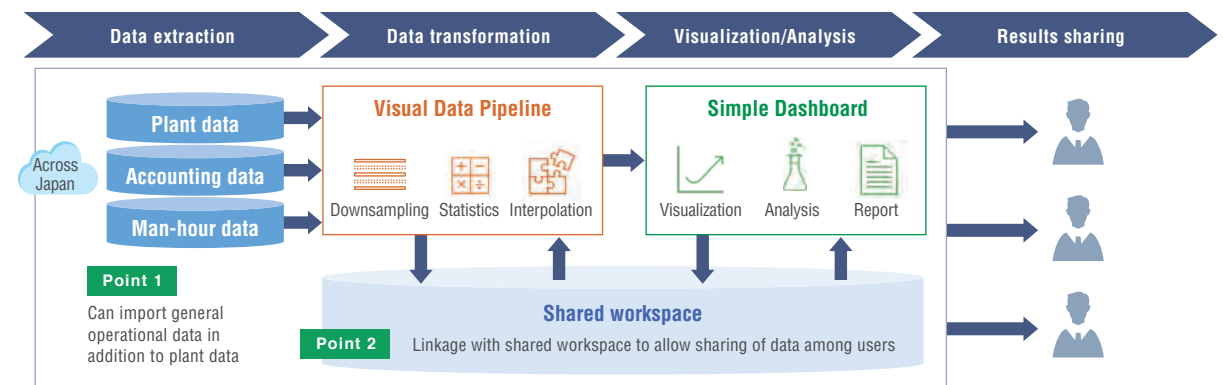 Data extraction
Data transformation
Visualization/Analysis
Results sharing
Across
Japan
Plant data
Accounting data
Man-hour data
Visual Data Pipeline
Downsampling
Statistics
Interpolation
Simple Dashboard
Visualization
Analysis
Report
Point 1
Can import general
operational data in
addition to plant data
Shared workspace
Point 2
Linkage with shared workspace to allow sharing of data among users